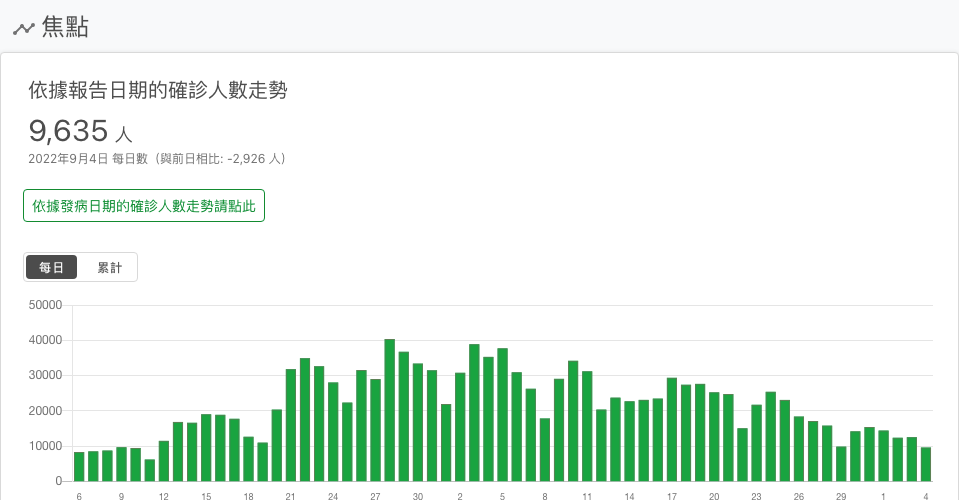 焦點
依據報告日期的確診人數走勢
9,635 人
2022年9月4日 每日數（與前日相比: -2,926 人）
依據發病日期的確診人數走勢請點此
每日 累計
50000
40000
30000
20000
10000
0
6 9 12 15 18 21 24 27 30 2 5 8 11 14 17 20 23 26 29 1 4